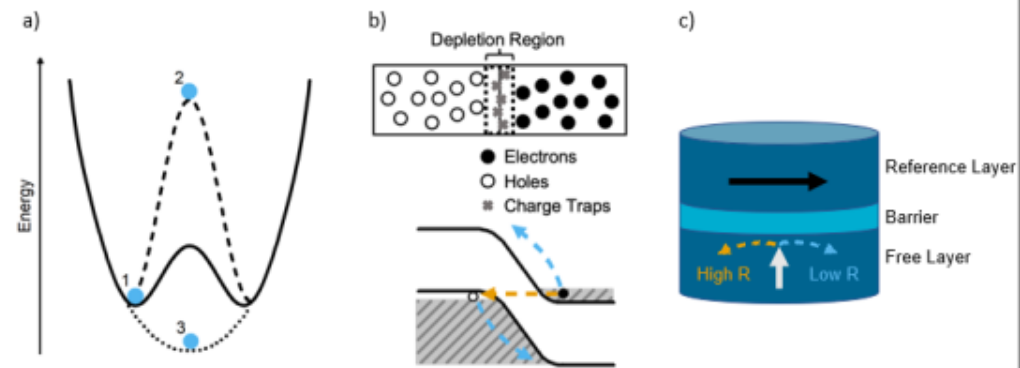 a)
Energy
1
2
3
b)
Depletion Region
Electrons
Holes
Charge Traps
c)
Reference Layer
Barrier
Free Layer
High R
Low R